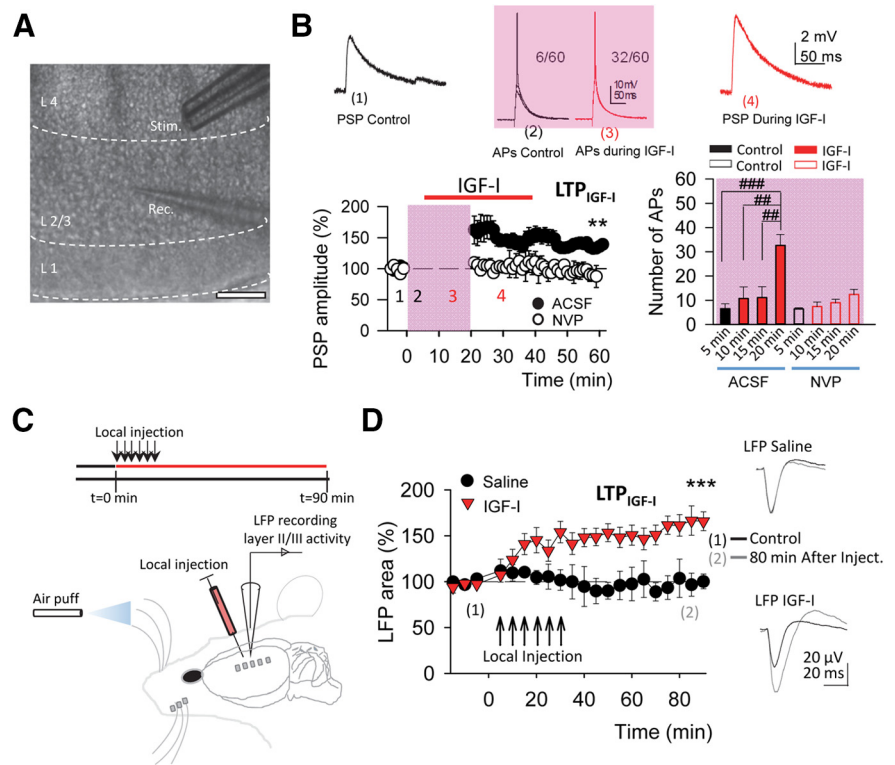 A
L 4
Stim.
Rec.
L 2/3
L 1
B
(1)
PSP Control
6/60
32/60
10 mV
50 ms
(2)
(3)
APs Control
APs during IGF-I
2 mV
50 ms
(4)
PSP During IGF-I
IGF-I
LTP IGF-I
**
PSP amplitude (%)
200
150
100
50
0
1
2
3
4
ACSF
NVP
0 10 20 30 40 50 60
Time (min)
Control
IGF-I
Control
IGF-I
Number of APs
60
50
40
30
20
10
0
###
##
##
5 min
10 min
15 min
20 min
5 min
10 min
15 min
20 min
ACSF
NVP
C
Local injection
t=0 min
t=90 min
LFP recording
layer II/III activity
Local injection
Air puff
D
Saline
IGF-I
LTP IGF-I
***
LFP area (%)
200
150
100
50
0
(1)
(2)
Local Injection
0 20 40 60 80
Time (min)
LFP Saline
(1) Control
(2) 80 min After Inject.
LFP IGF-I
20 µV
20 ms